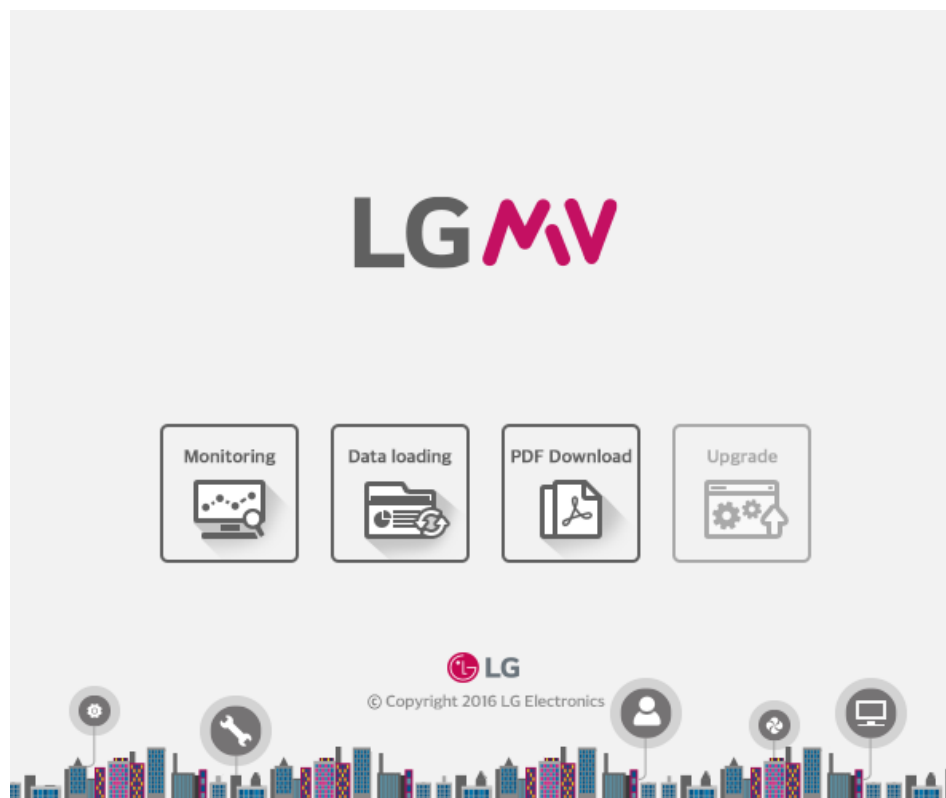 LG MV
Monitoring
Data loading
PDF Download
Upgrade
LG
© Copyright 2016 LG Electronics